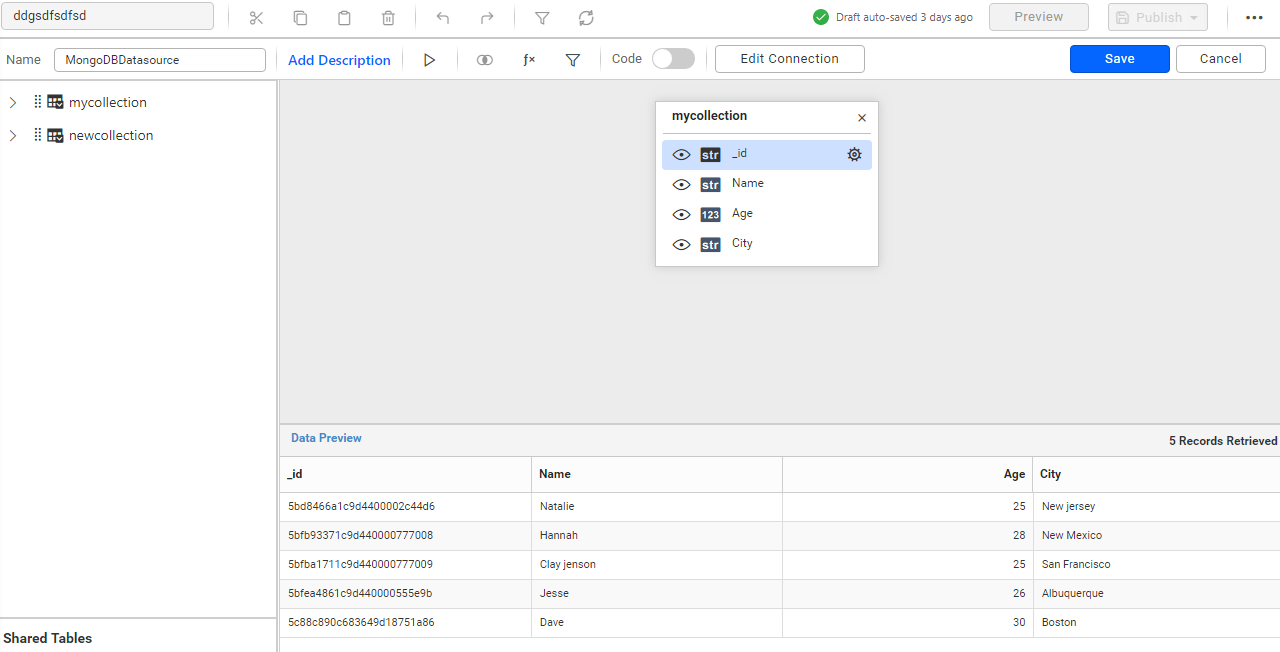 ddgsdfsdfsd
Draft auto-saved 3 days ago
Preview
Publish
Name
MongoDBDatasource
Add Description
f×
Code
Edit Connection
Save
Cancel
mycollection
newcollection
mycollection ×
str _id
str Name
123 Age
str City
Data Preview
5 Records Retrieved
_id Name Age City
5bd8466a1c9d4400002c44d6 Natalie 25 New jersey
5bfb93371c9d440000777008 Hannah 28 New Mexico
5bfba1711c9d440000777009 Clay jenson 25 San Francisco
5bfea4861c9d440000555e9b Jesse 26 Albuquerque
5c88c890c683649d18751a86 Dave 30 Boston
Shared Tables